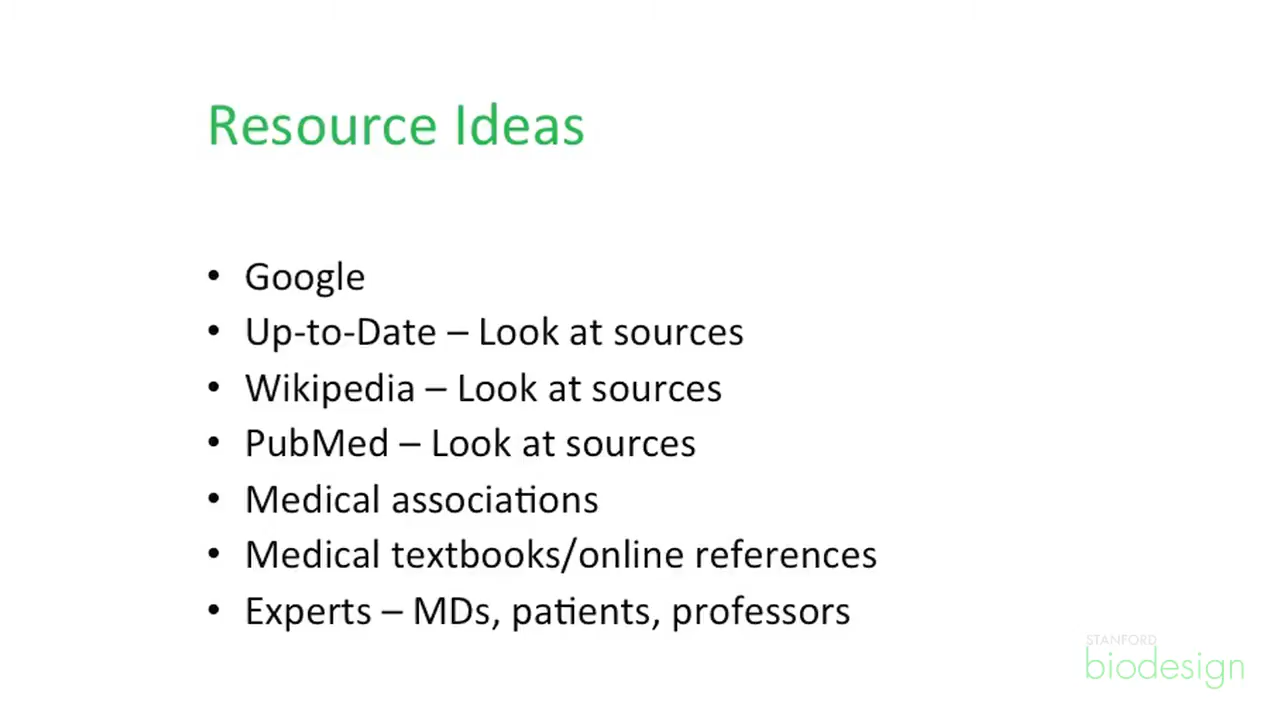 Resource Ideas
• Google
• Up-to-Date – Look at sources
• Wikipedia – Look at sources
• PubMed – Look at sources
• Medical associations
• Medical textbooks/online references
• Experts – MDs, patients, professors
STANFORD
biodesign